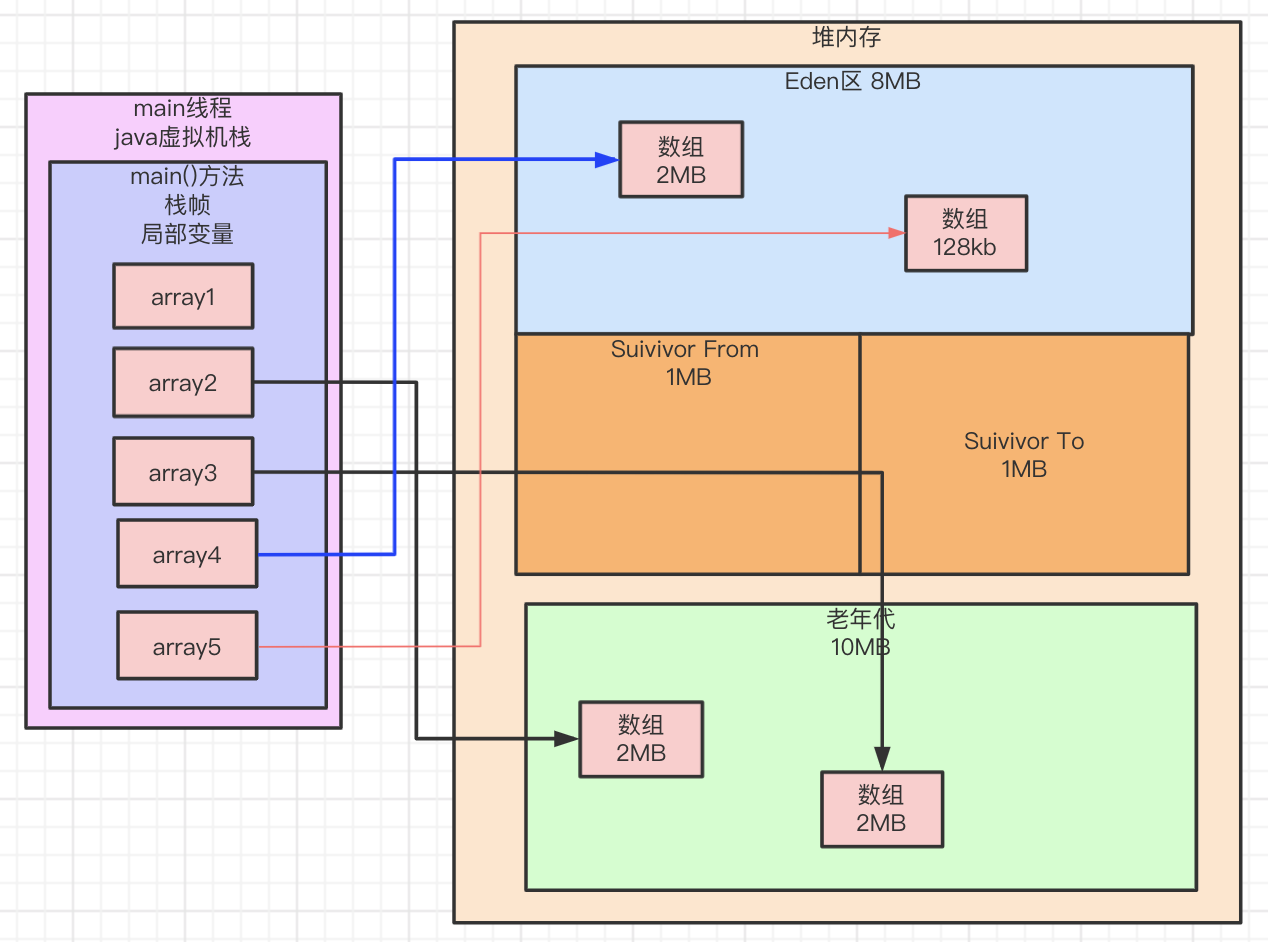 main线程
java虚拟机栈
main()方法
栈帧
局部变量
array1
array2
array3
array4
array5
堆内存
Eden区 8MB
数组
2MB
数组
128kb
Suivivor From
1MB
Suivivor To
1MB
老年代
10MB
数组
2MB
数组
2MB